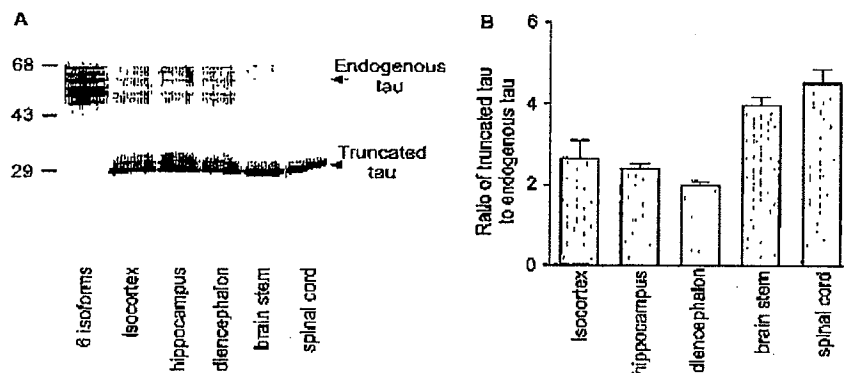 A
68
Endogenous
tau
43
29
Truncated
tau
6 isoforms
isocortex
hippocampus
diencephalon
brain stem
spinal cord
B
Ratio of truncated tau
to endogenous tau
6
4
2
0
Isocortex
hippocampus
diencephalon
brain stem
spinal cord